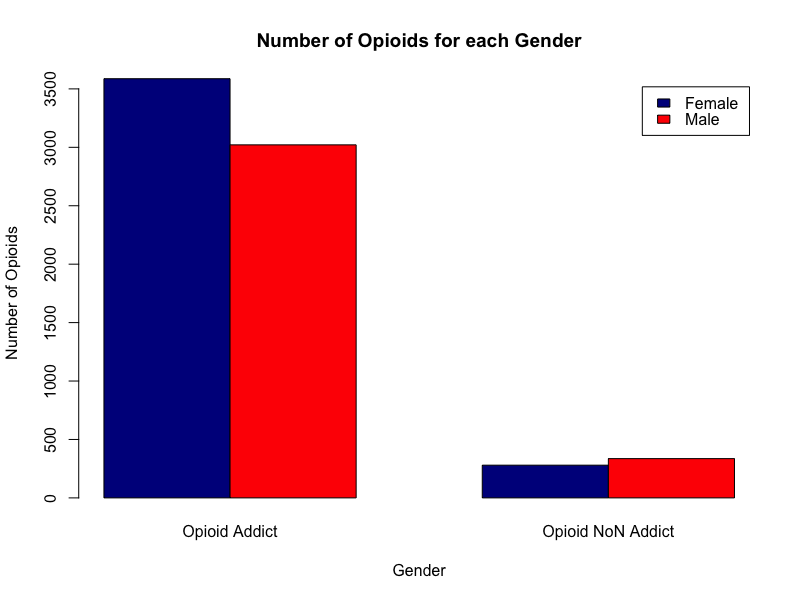 Number of Opioids for each Gender
Female
Male
Number of Opioids
3500
3000
2500
2000
1500
1000
500
0
Opioid Addict
Opioid NoN Addict
Gender